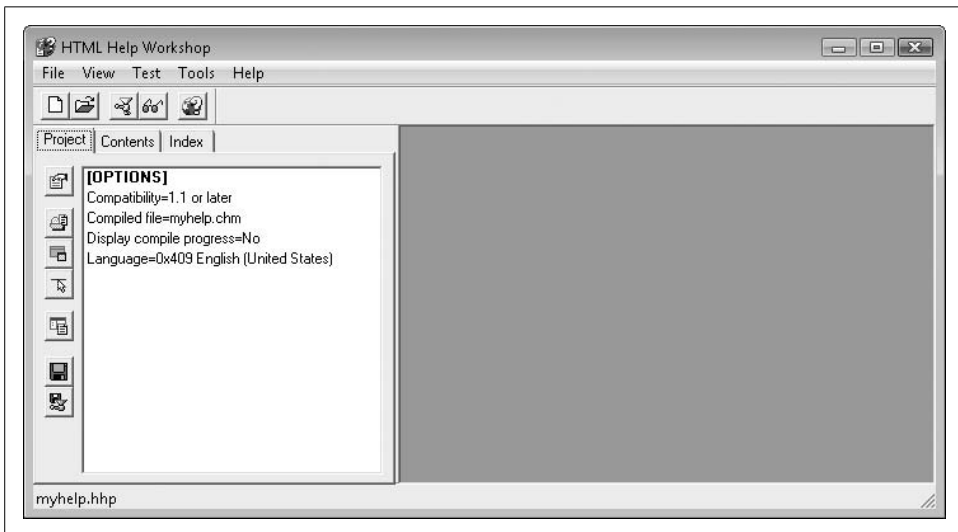 HTML Help Workshop
File View Test Tools Help
Project Contents Index
[OPTIONS]
Compatibility=1.1 or later
Compiled file=myhelp.chm
Display compile progress=No
Language=0x409 English (United States)
myhelp.hhp